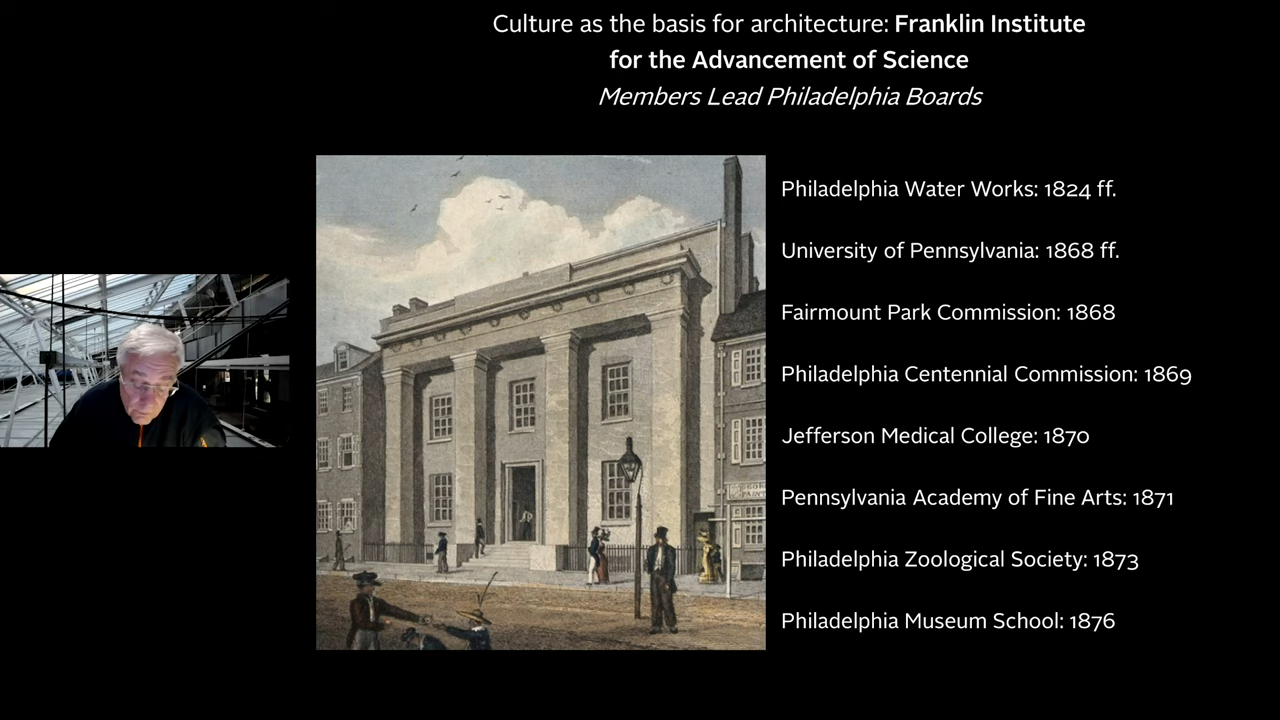 Culture as the basis for architecture: Franklin Institute
for the Advancement of Science
Members Lead Philadelphia Boards
Philadelphia Water Works: 1824 ff.
University of Pennsylvania: 1868 ff.
Fairmount Park Commission: 1868
Philadelphia Centennial Commission: 1869
Jefferson Medical College: 1870
Pennsylvania Academy of Fine Arts: 1871
Philadelphia Zoological Society: 1873
Philadelphia Museum School: 1876